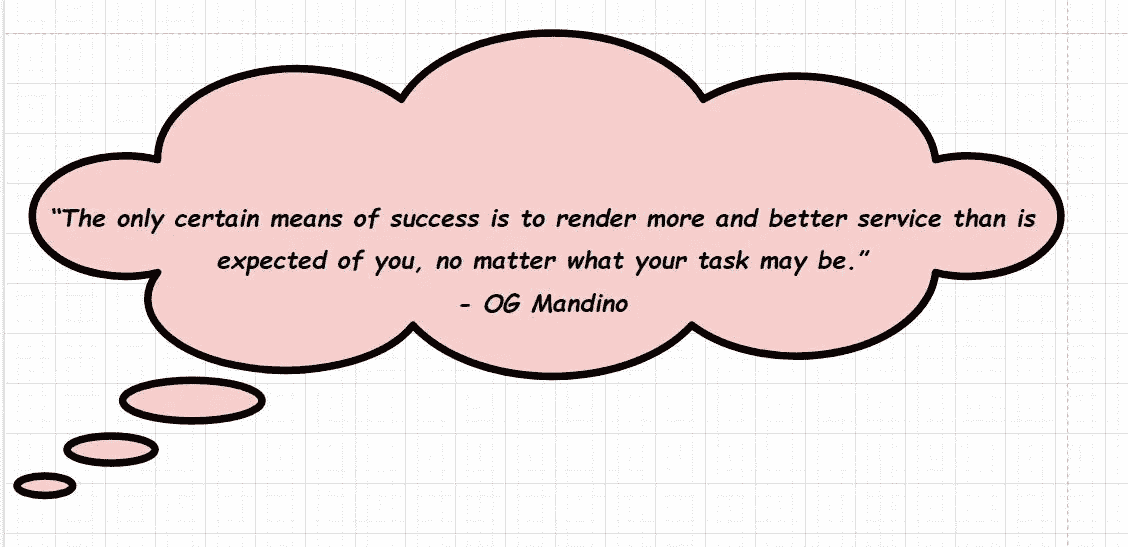 “The only certain means of success is to render more and better service than is
expected of you, no matter what your task may be.”
- OG Mandino